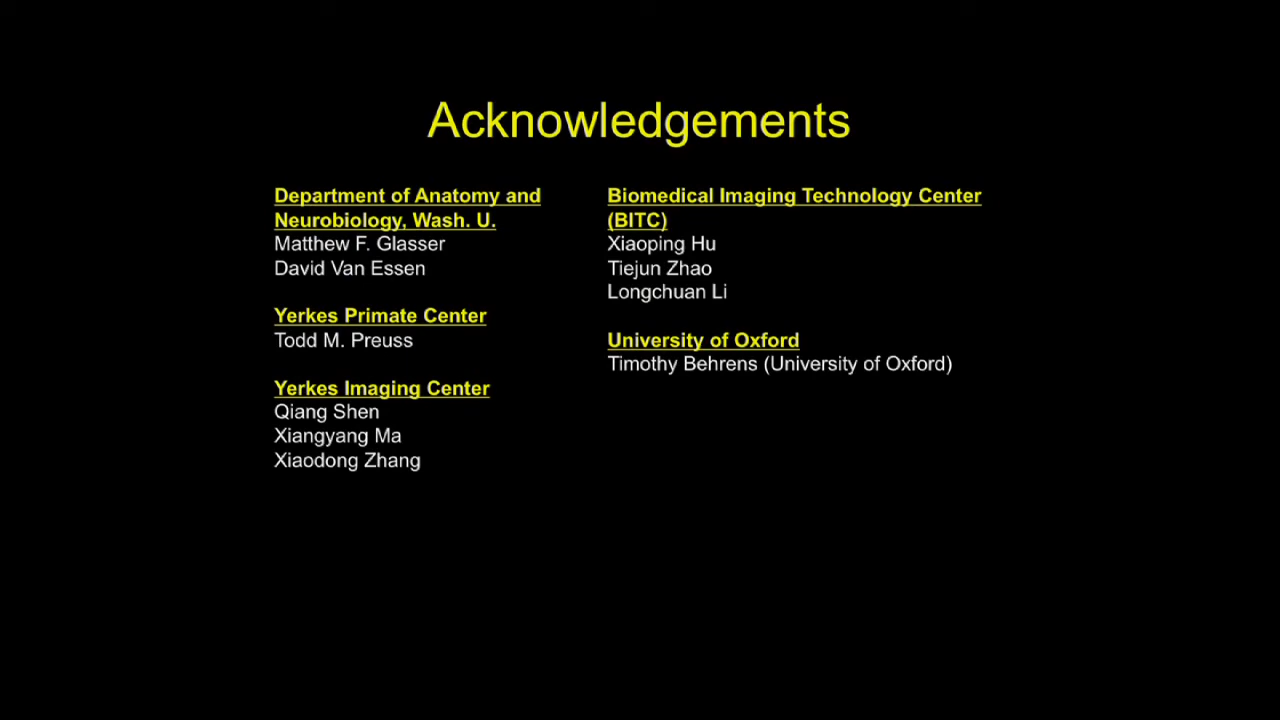 Acknowledgements
Department of Anatomy and
Neurobiology, Wash. U.
Matthew F. Glasser
David Van Essen
Yerkes Primate Center
Todd M. Preuss
Yerkes Imaging Center
Qiang Shen
Xiangyang Ma
Xiaodong Zhang
Biomedical Imaging Technology Center
(BITC)
Xiaoping Hu
Tiejun Zhao
Longchuan Li
University of Oxford
Timothy Behrens (University of Oxford)